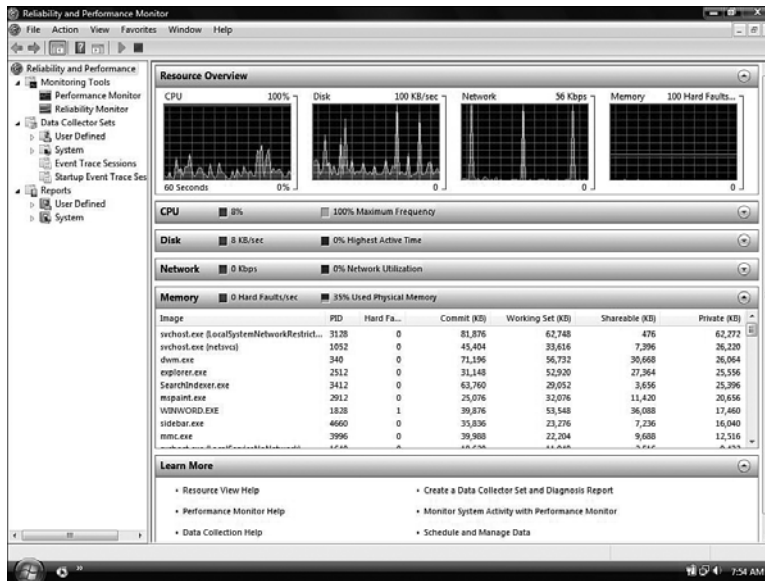 Reliability and Performance Monitor
File Action View Favorites Window Help
Reliability and Performance
Monitoring Tools
Performance Monitor
Reliability Monitor
Data Collector Sets
User Defined
System
Event Trace Sessions
Startup Event Trace Ses
Reports
User Defined
System
Resource Overview
CPU 100% Disk 100 KB/sec Network 56 Kbps Memory 100 Hard Faults...
60 Seconds 0% 0 0 0
CPU 8% 100% Maximum Frequency
Disk 8 KB/sec 0% Highest Active Time
Network 0 Kbps 0% Network Utilization
Memory 0 Hard Faults/sec 35% Used Physical Memory
Image PID Hard Fa... Commit (KB) Working Set (KB) Shareable (KB) Private (KB)
svchost.exe (LocalSystemNetworkRestrict... 3128 0 81,876 62,748 476 62,272
svchost.exe (netsvcs) 1052 0 45,404 33,616 7,396 26,220
dwm.exe 340 0 71,196 56,732 30,668 26,064
explorer.exe 2512 0 31,148 52,920 27,364 25,556
SearchIndexer.exe 3412 0 63,760 29,052 3,656 25,396
mspaint.exe 2912 0 25,076 32,076 11,420 20,656
WINWORD.EXE 1828 1 39,876 53,548 36,088 17,460
sidebar.exe 4660 0 35,836 23,276 7,236 16,040
mmc.exe 3996 0 39,988 22,204 9,688 12,516
Learn More
Resource View Help
Create a Data Collector Set and Diagnosis Report
Performance Monitor Help
Monitor System Activity with Performance Monitor
Data Collection Help
Schedule and Manage Data
7:54 AM